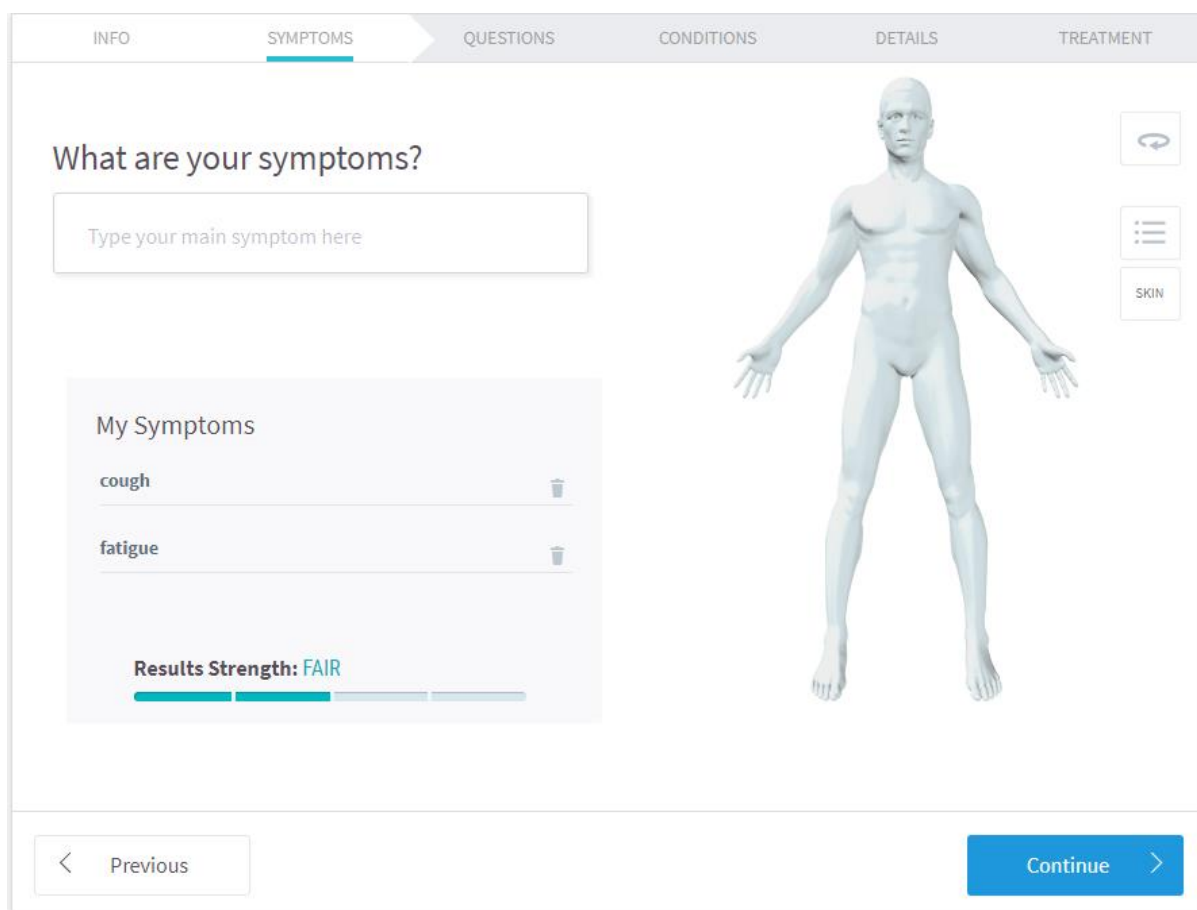 INFO SYMPTOMS QUESTIONS CONDITIONS DETAILS TREATMENT
What are your symptoms?
Type your main symptom here
SKIN
My Symptoms
cough
fatigue
Results Strength: FAIR
Previous
Continue